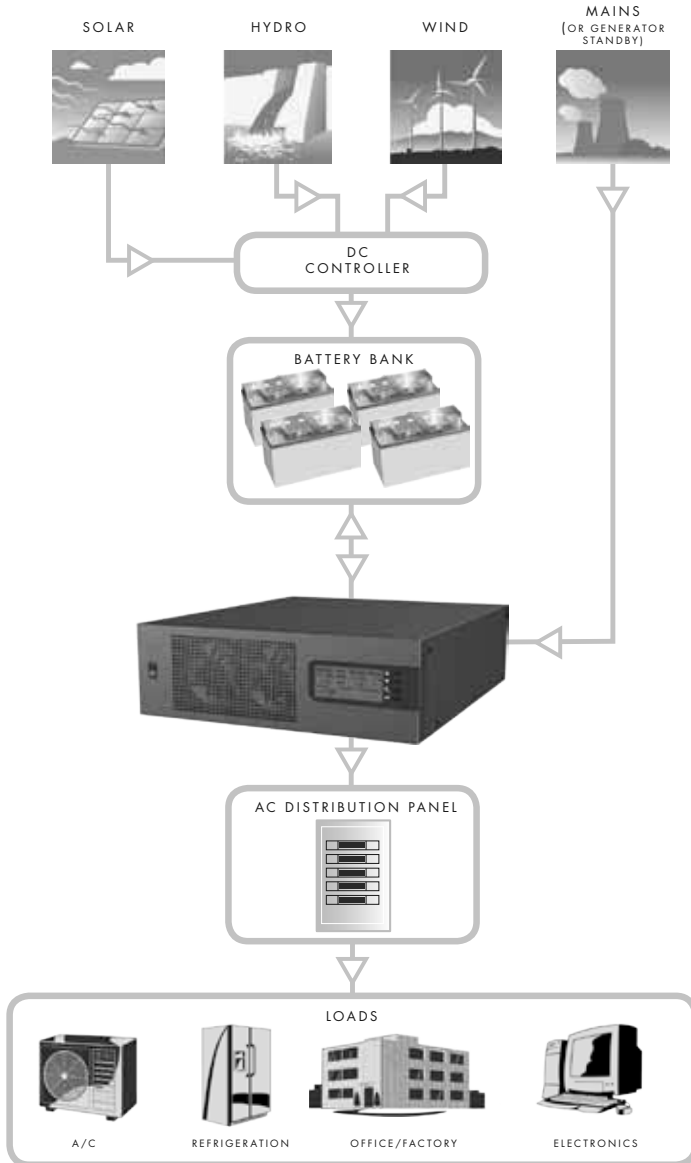 SOLAR
HYDRO
WIND
MAINS
(OR GENERATOR
STANDBY)
DC
CONTROLLER
BATTERY BANK
AC DISTRIBUTION PANEL
LOADS
A/C
REFRIGERATION
OFFICE/FACTORY
ELECTRONICS